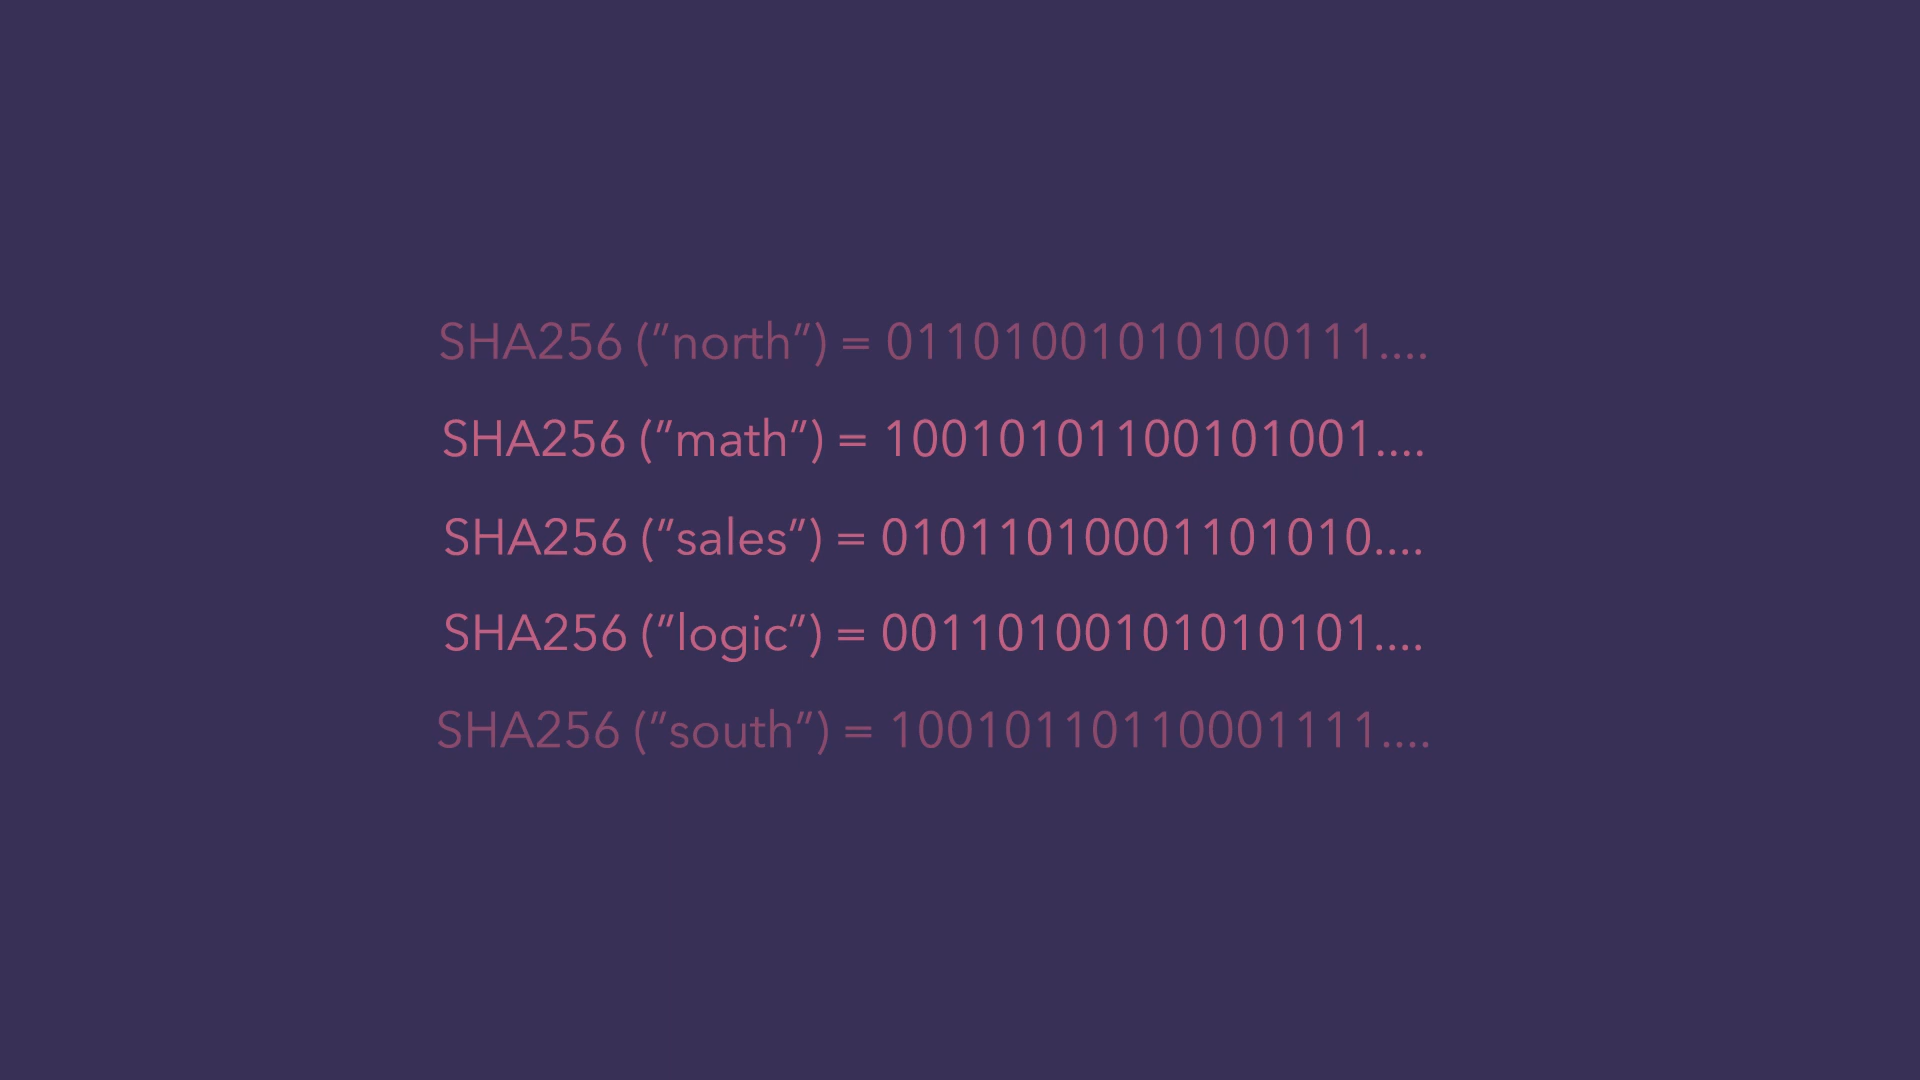 SHA256 (”north”) = 01101001010100111....
SHA256 (”math”) = 10010101100101001....
SHA256 (”sales”) = 01011010001101010....
SHA256 (”logic”) = 00110100101010101....
SHA256 (”south”) = 10010110110001111....